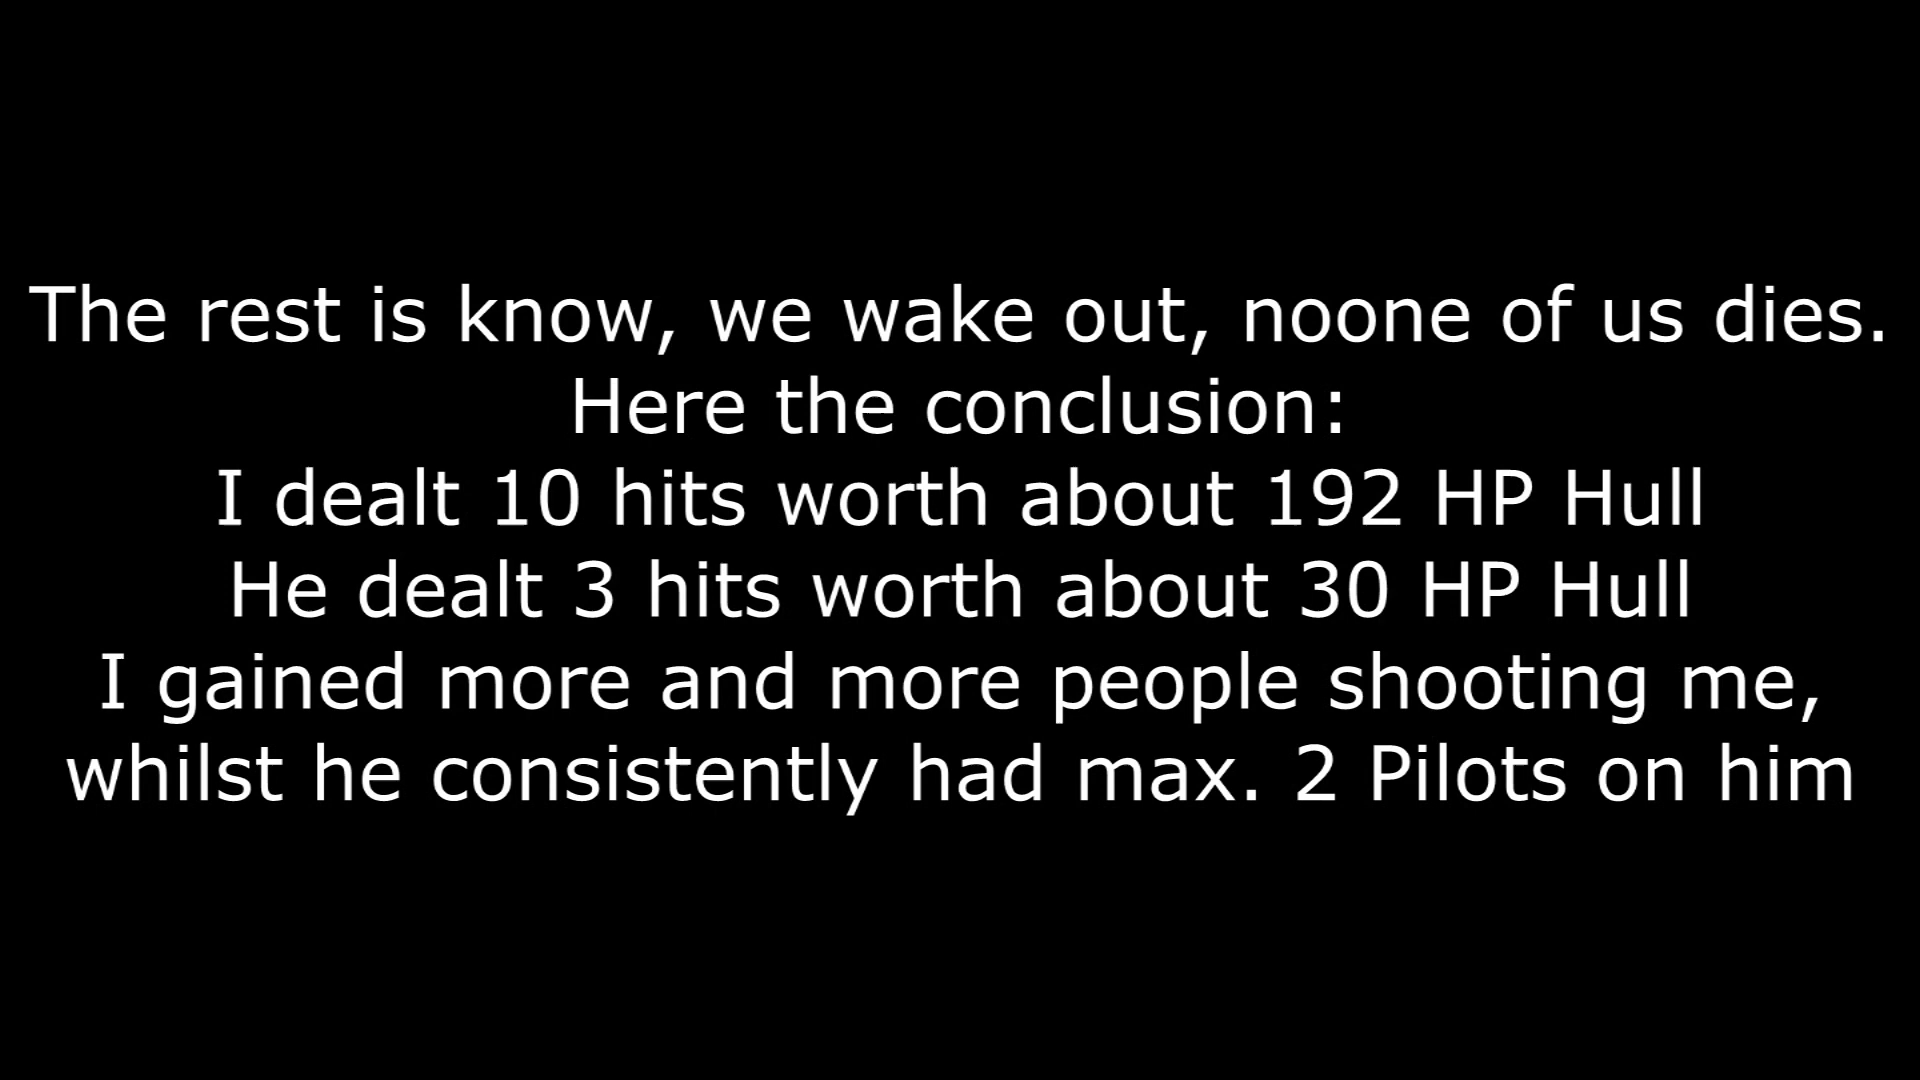 The rest is know, we wake out, noone of us dies.
Here the conclusion:
I dealt 10 hits worth about 192 HP Hull
He dealt 3 hits worth about 30 HP Hull
I gained more and more people shooting me,
whilst he consistently had max. 2 Pilots on him